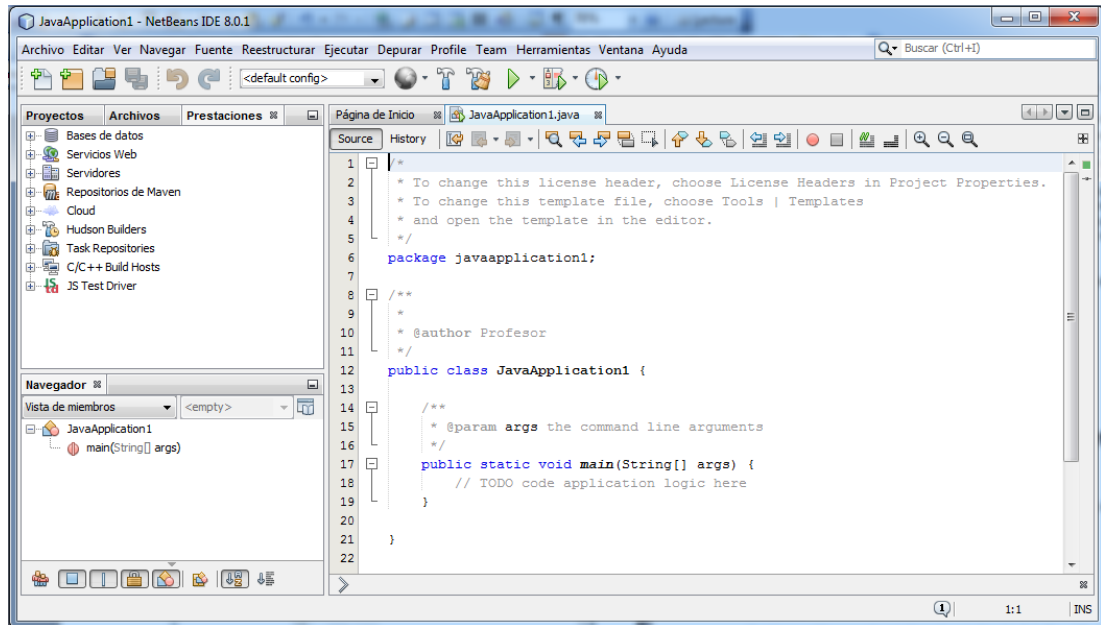 JavaApplication1 - NetBeans IDE 8.0.1
Archivo Editar Ver Navegar Fuente Reestructurar Ejecutar Depurar Profile Team Herramientas Ventana Ayuda
Buscar (Ctrl+I)
<default config>
Proyectos Archivos Prestaciones
Bases de datos
Servicios Web
Servidores
Repositorios de Maven
Cloud
Hudson Builders
Task Repositories
C/C++ Build Hosts
JS Test Driver
Navegador
Vista de miembros <empty>
JavaApplication1
main(String[] args)
Página de Inicio JavaApplication1.java
Source History
1 /*
2 * To change this license header, choose License Headers in Project Properties.
3 * To change this template file, choose Tools | Templates
4 * and open the template in the editor.
5 */
6 package javaapplication1;
7
8 /**
9 *
10 * @author Profesor
11 */
12 public class JavaApplication1 {
13
14 /**
15 * @param args the command line arguments
16 */
17 public static void main(String[] args) {
18 // TODO code application logic here
19 }
20
21 }
22
1 1:1 INS